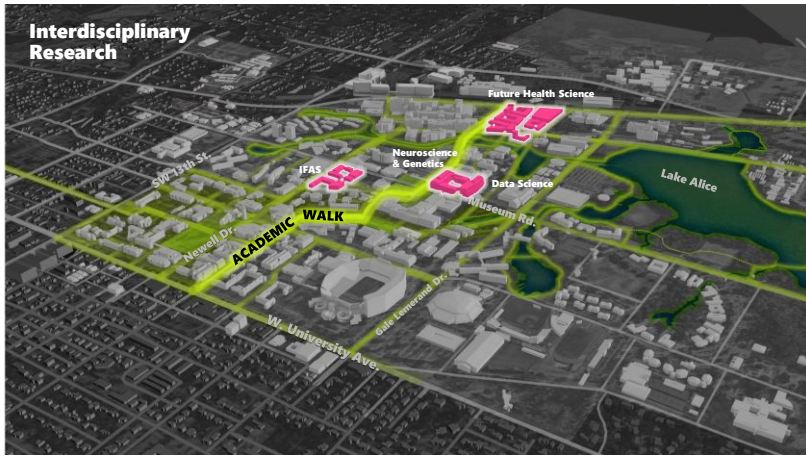 Interdisciplinary
Research
Future Health Science
SW 13th St.
IFAS
Neuroscience
& Genetics
Data Science
Lake Alice
Museum Rd.
Newell Dr.
ACADEMIC WALK
Gale Lemerand Dr.
W. University Ave.